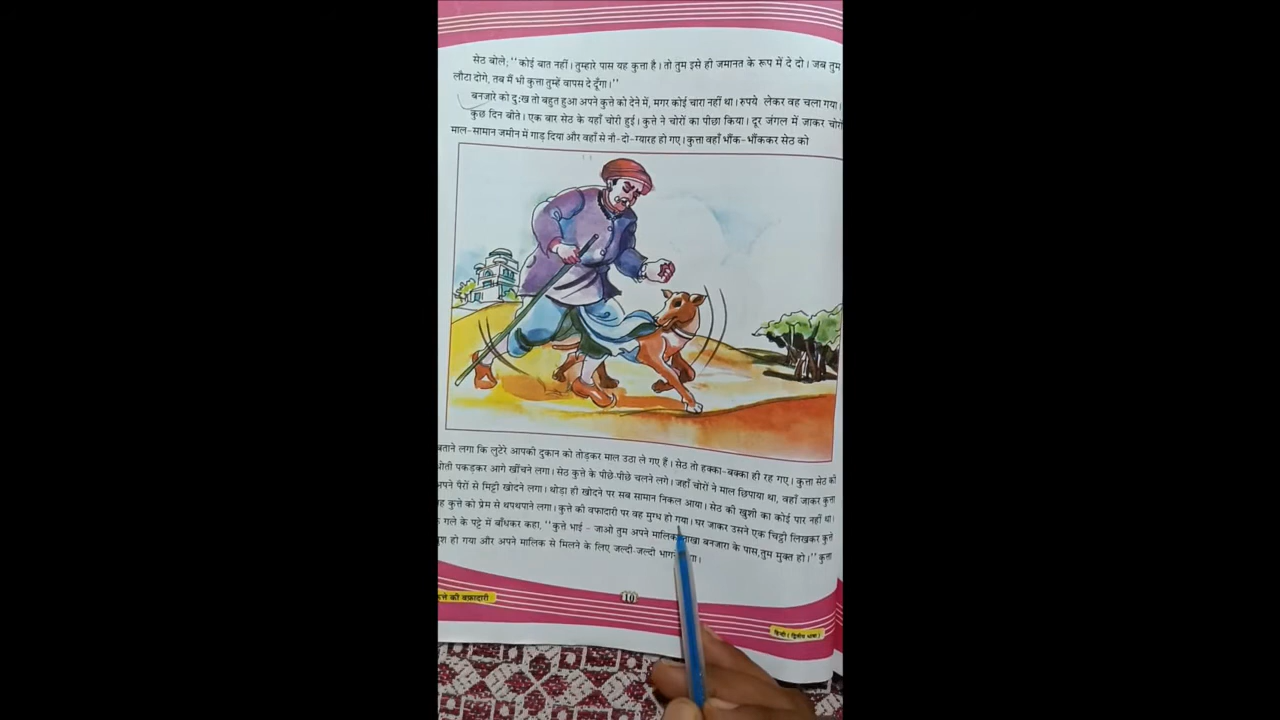 सेठ बोले; ‘‘कोई बात नहीं। तुम्हारे पास यह कुत्ता है। तो तुम इसे ही जमानत के रूप में दे दो। जब तुम
लौटा दोगे, तब मैं भी कुत्ता तुम्हें वापस दे दूँगा।’’
बनजारे को दुःख तो बहुत हुआ अपने कुत्ते को देने में, मगर कोई चारा नहीं था। रुपये लेकर वह चला गया।
कुछ दिन बीते। एक बार सेठ के यहाँ चोरी हुई। कुत्ते ने चोरों का पीछा किया। दूर जंगल में जाकर चोरों
माल-सामान जमीन में गाड़ दिया और वहाँ से नौ-दो-ग्यारह हो गए। कुत्ता वहाँ भौंक-भौंककर सेठ को
बताने लगा कि लुटेरे आपकी दुकान को तोड़कर माल उठा ले गए हैं। सेठ तो हक्का-बक्का ही रह गए। कुत्ता सेठ की
धोती पकड़कर आगे खींचने लगा। सेठ कुत्ते के पीछे-पीछे चलने लगे। जहाँ चोरों ने माल छिपाया था, वहाँ जाकर कुत्ता
अपने पैरों से मिट्टी खोदने लगा। थोड़ा ही खोदने पर सब सामान निकल आया। सेठ की खुशी का कोई पार नहीं था।
वह कुत्ते को प्रेम से थपथपाने लगा। कुत्ते की वफादारी पर वह मुग्ध हो गया। घर जाकर उसने एक चिट्ठी लिखकर कुत्ते
के गले के पट्टे में बाँधकर कहा, ‘‘कुत्ते भाई - जाओ तुम अपने मालिक लाखा बनजारा के पास,तुम मुक्त हो।’’ कुत्ता
खुश हो गया और अपने मालिक से मिलने के लिए जल्दी-जल्दी भागने
कुत्ते की वफ़ादारी
10
हिन्दी ( द्वितीय भाषा )